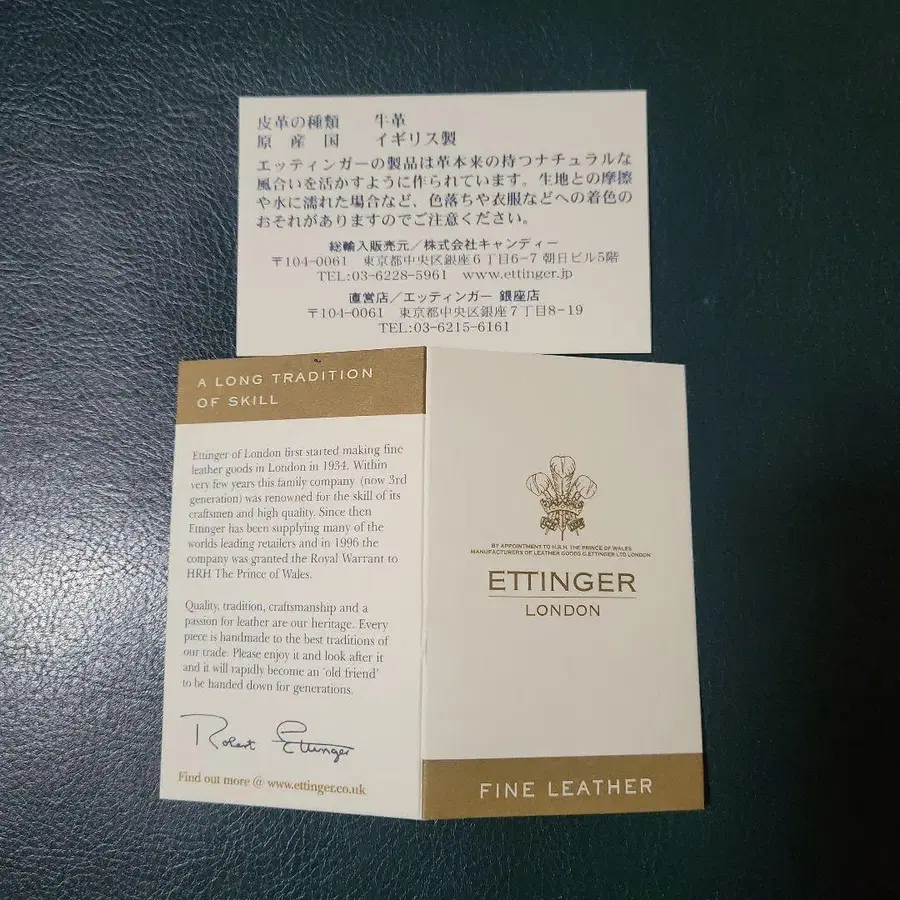 皮革の種類　牛革
原　産　国　イギリス製
エッティンガーの製品は革本来の持つナチュラルな
風合いを活かすように作られています。生地との摩擦
や水に濡れた場合など、色落ちや衣服などへの着色の
おそれがありますのでご注意ください。
総輸入販売元／株式会社キャンディー
〒104-0061　東京都中央区銀座6丁目6-7 朝日ビル5階
TEL:03-6228-5961　www.ettinger.jp
直営店／エッティンガー 銀座店
〒104-0061　東京都中央区銀座7丁目8-19
TEL:03-6215-6161
A LONG TRADITION
OF SKILL
Ettinger of London first started making fine
leather goods in London in 1934. Within
very few years this family company (now 3rd
generation) was renowned for the skill of its
craftsmen and high quality. Since then
Ettinger has been supplying many of the
worlds leading retailers and in 1996 the
company was granted the Royal Warrant to
HRH The Prince of Wales.
Quality, tradition, craftsmanship and a
passion for leather are our heritage. Every
piece is handmade to the best traditions of
our trade. Please enjoy it and look after it
and it will rapidly become an 'old friend'
to be handed down for generations.
Robert Ettinger
Find out more @ www.ettinger.co.uk
BY APPOINTMENT TO H.R.H. THE PRINCE OF WALES
MANUFACTURERS OF LEATHER GOODS G.ETTINGER LTD LONDON
ETTINGER
LONDON
FINE LEATHER